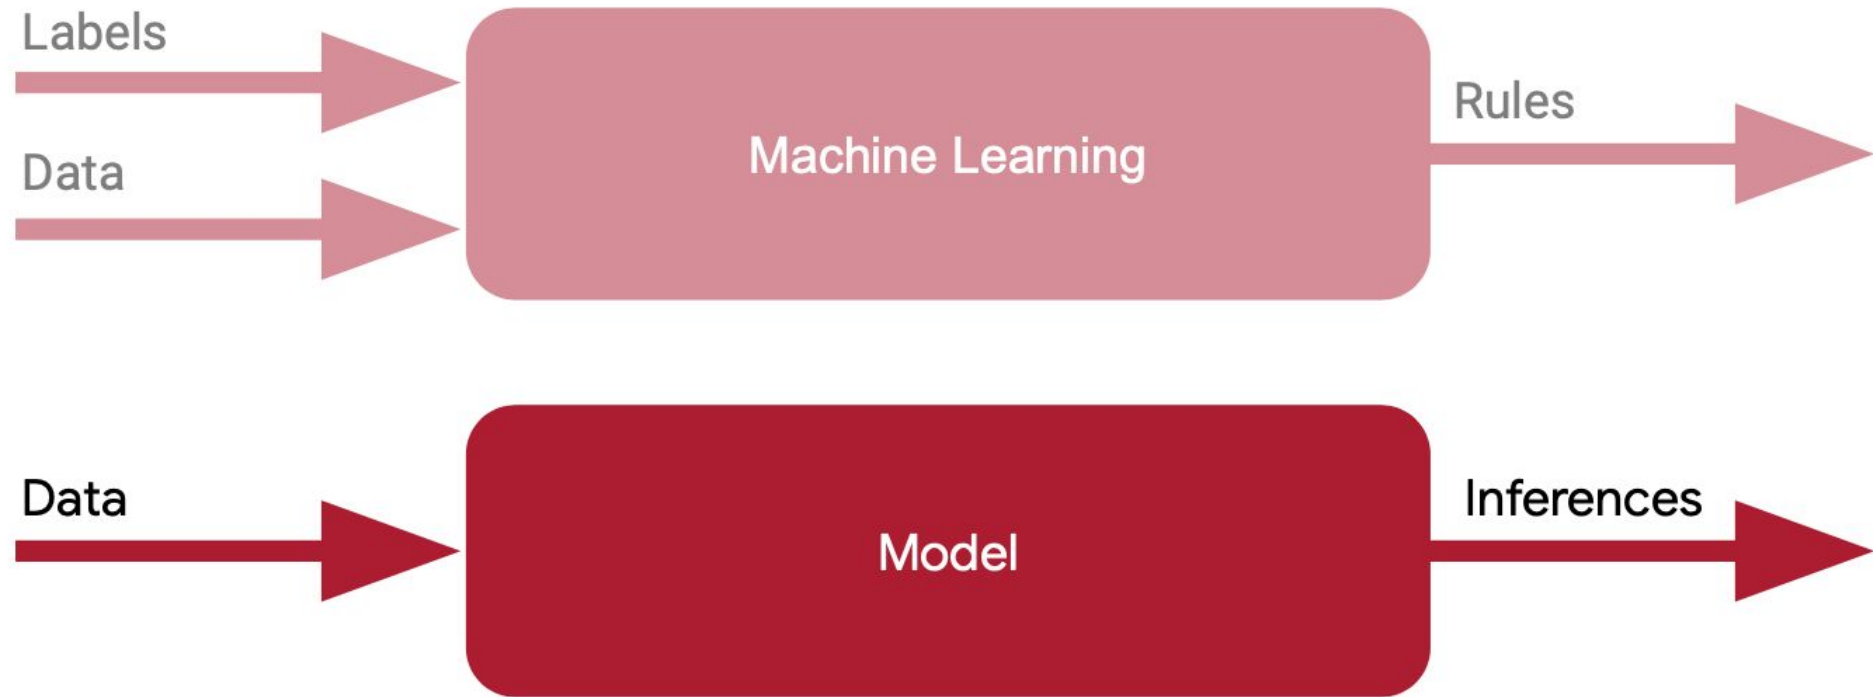 Labels
Data
Machine Learning
Rules
Data
Model
Inferences